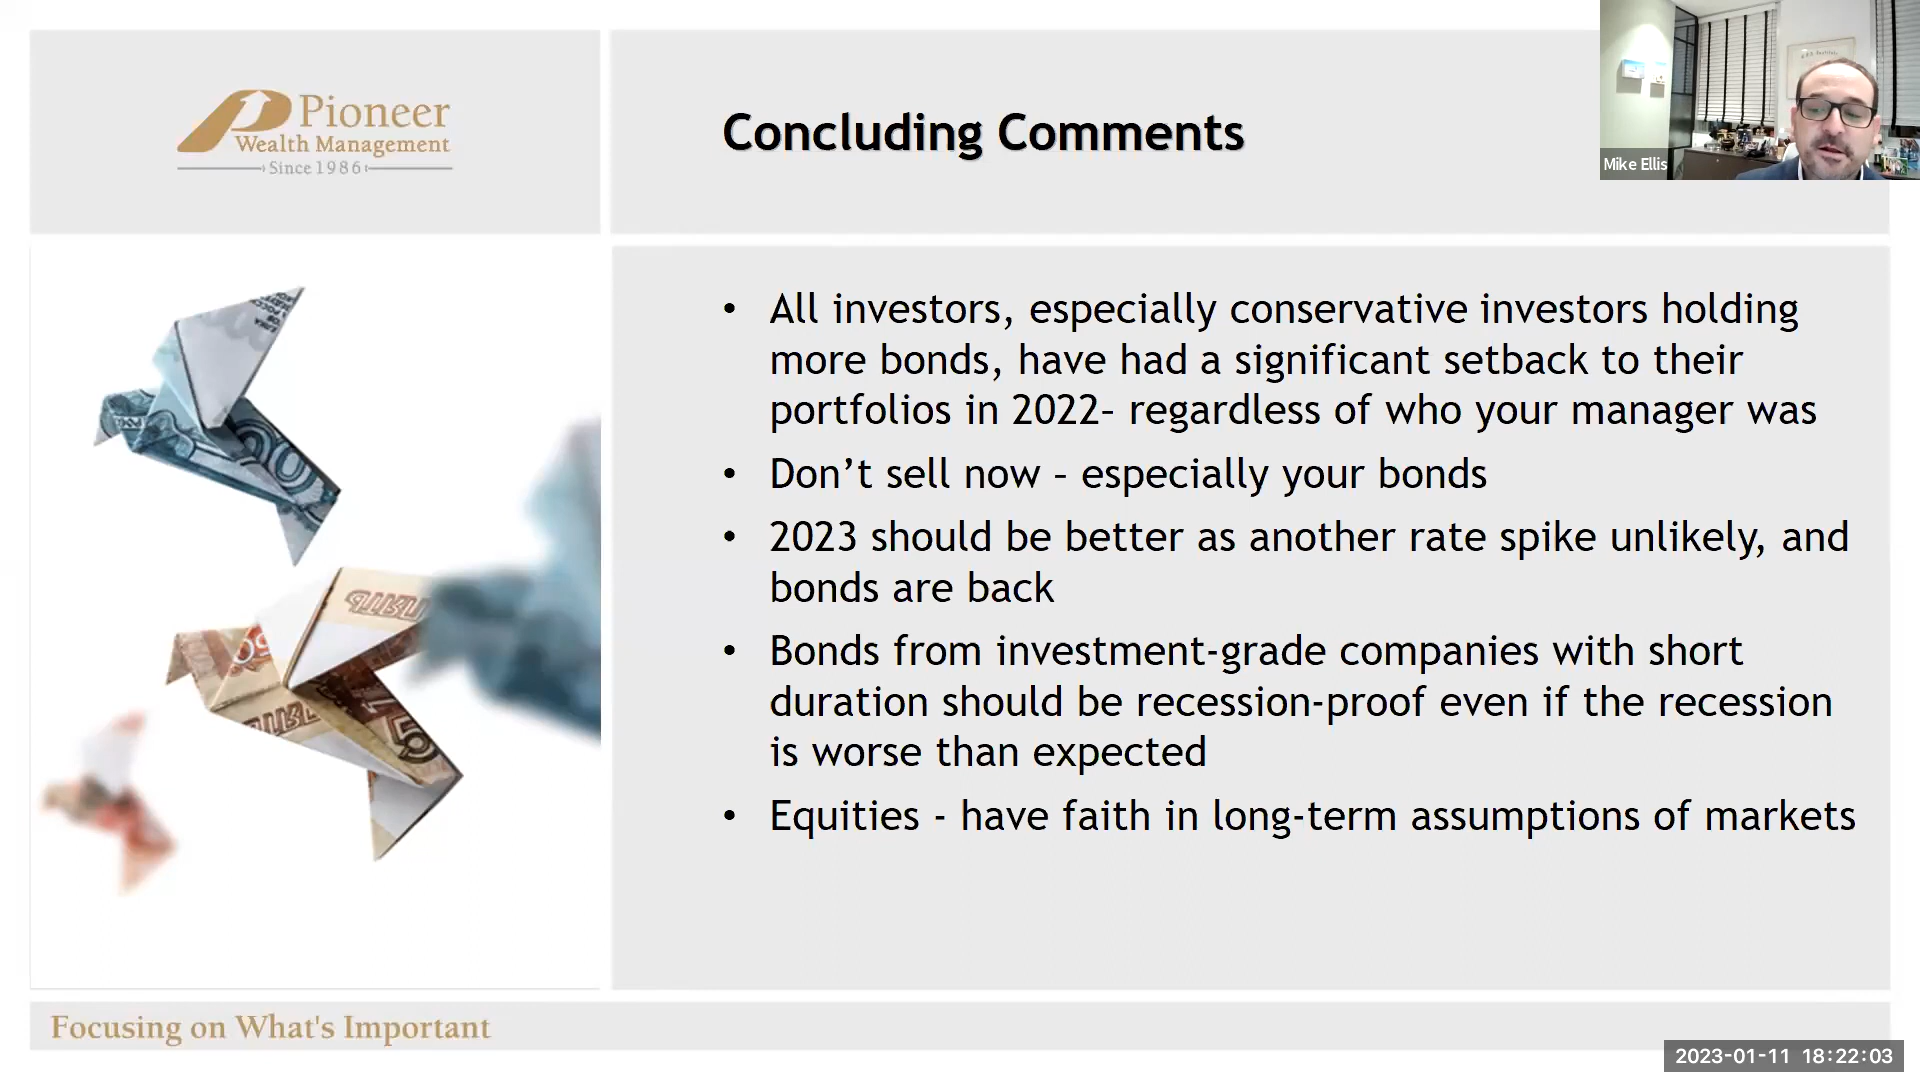 Pioneer
Wealth Management
Since 1986
Concluding Comments
Mike Ellis
• All investors, especially conservative investors holding
more bonds, have had a significant setback to their
portfolios in 2022– regardless of who your manager was
• Don’t sell now – especially your bonds
• 2023 should be better as another rate spike unlikely, and
bonds are back
• Bonds from investment-grade companies with short
duration should be recession-proof even if the recession
is worse than expected
• Equities - have faith in long-term assumptions of markets
Focusing on What's Important
2023-01-11 18:22:03